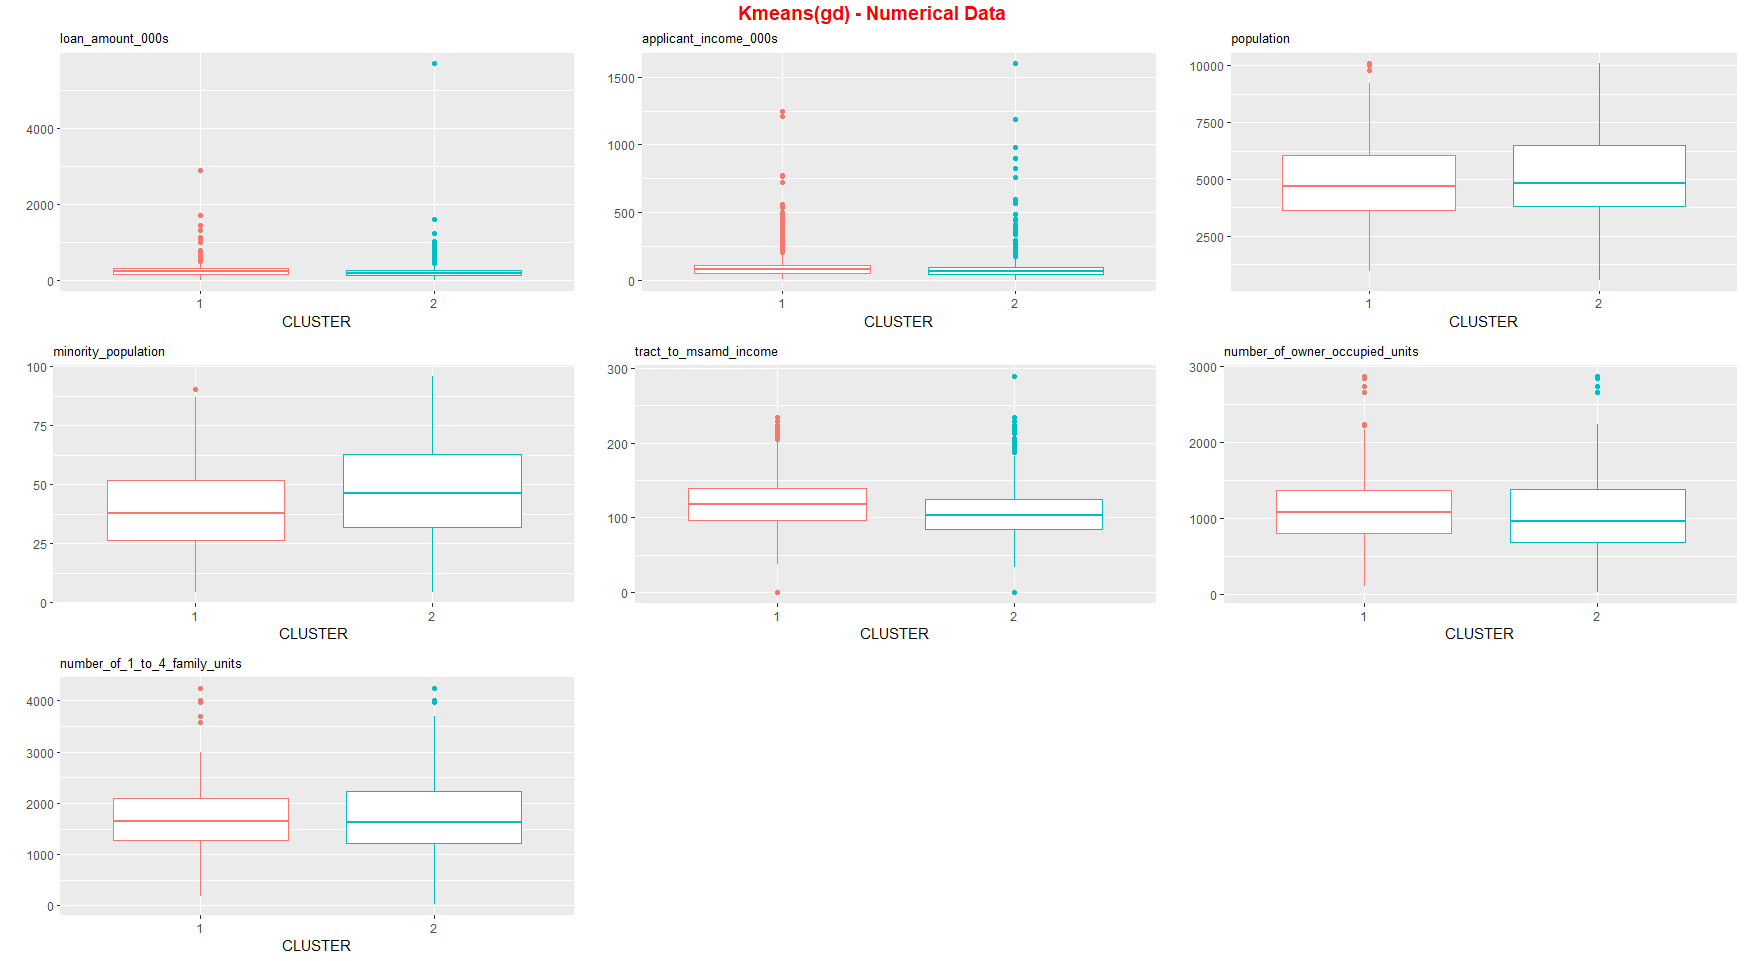 Kmeans(gd) - Numerical Data
loan_amount_000s
4000
2000
0
1
2
CLUSTER
applicant_income_000s
1500
1000
500
0
1
2
CLUSTER
population
10000
7500
5000
2500
1
2
CLUSTER
minority_population
100
75
50
25
0
1
2
CLUSTER
tract_to_msamd_income
300
200
100
0
1
2
CLUSTER
number_of_owner_occupied_units
3000
2000
1000
0
1
2
CLUSTER
number_of_1_to_4_family_units
4000
3000
2000
1000
0
1
2
CLUSTER